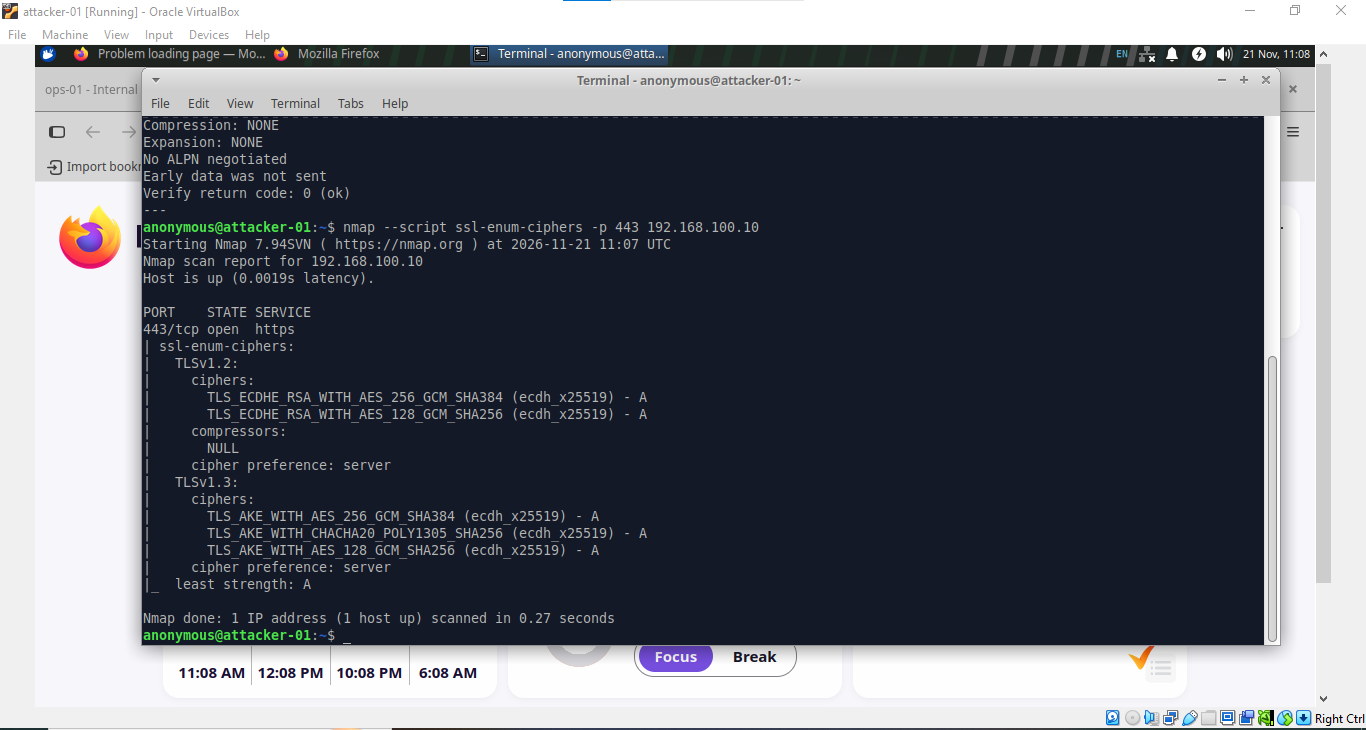 attacker-01 [Running] - Oracle VirtualBox
File Machine View Input Devices Help
Problem loading page — Mo... Mozilla Firefox Terminal - anonymous@atta... EN 21 Nov, 11:08
ops-01 - Internal
Terminal - anonymous@attacker-01: ~
File Edit View Terminal Tabs Help
Import bookr
Compression: NONE
Expansion: NONE
No ALPN negotiated
Early data was not sent
Verify return code: 0 (ok)
---
anonymous@attacker-01:~$ nmap --script ssl-enum-ciphers -p 443 192.168.100.10
Starting Nmap 7.94SVN ( https://nmap.org ) at 2026-11-21 11:07 UTC
Nmap scan report for 192.168.100.10
Host is up (0.0019s latency).
PORT    STATE SERVICE
443/tcp open  https
| ssl-enum-ciphers:
|   TLSv1.2:
|     ciphers:
|       TLS_ECDHE_RSA_WITH_AES_256_GCM_SHA384 (ecdh_x25519) - A
|       TLS_ECDHE_RSA_WITH_AES_128_GCM_SHA256 (ecdh_x25519) - A
|     compressors:
|       NULL
|     cipher preference: server
|   TLSv1.3:
|     ciphers:
|       TLS_AKE_WITH_AES_256_GCM_SHA384 (ecdh_x25519) - A
|       TLS_AKE_WITH_CHACHA20_POLY1305_SHA256 (ecdh_x25519) - A
|       TLS_AKE_WITH_AES_128_GCM_SHA256 (ecdh_x25519) - A
|     cipher preference: server
|_  least strength: A
Nmap done: 1 IP address (1 host up) scanned in 0.27 seconds
anonymous@attacker-01:~$ _
Focus Break
11:08 AM 12:08 PM 10:08 PM 6:08 AM
Right Ctrl